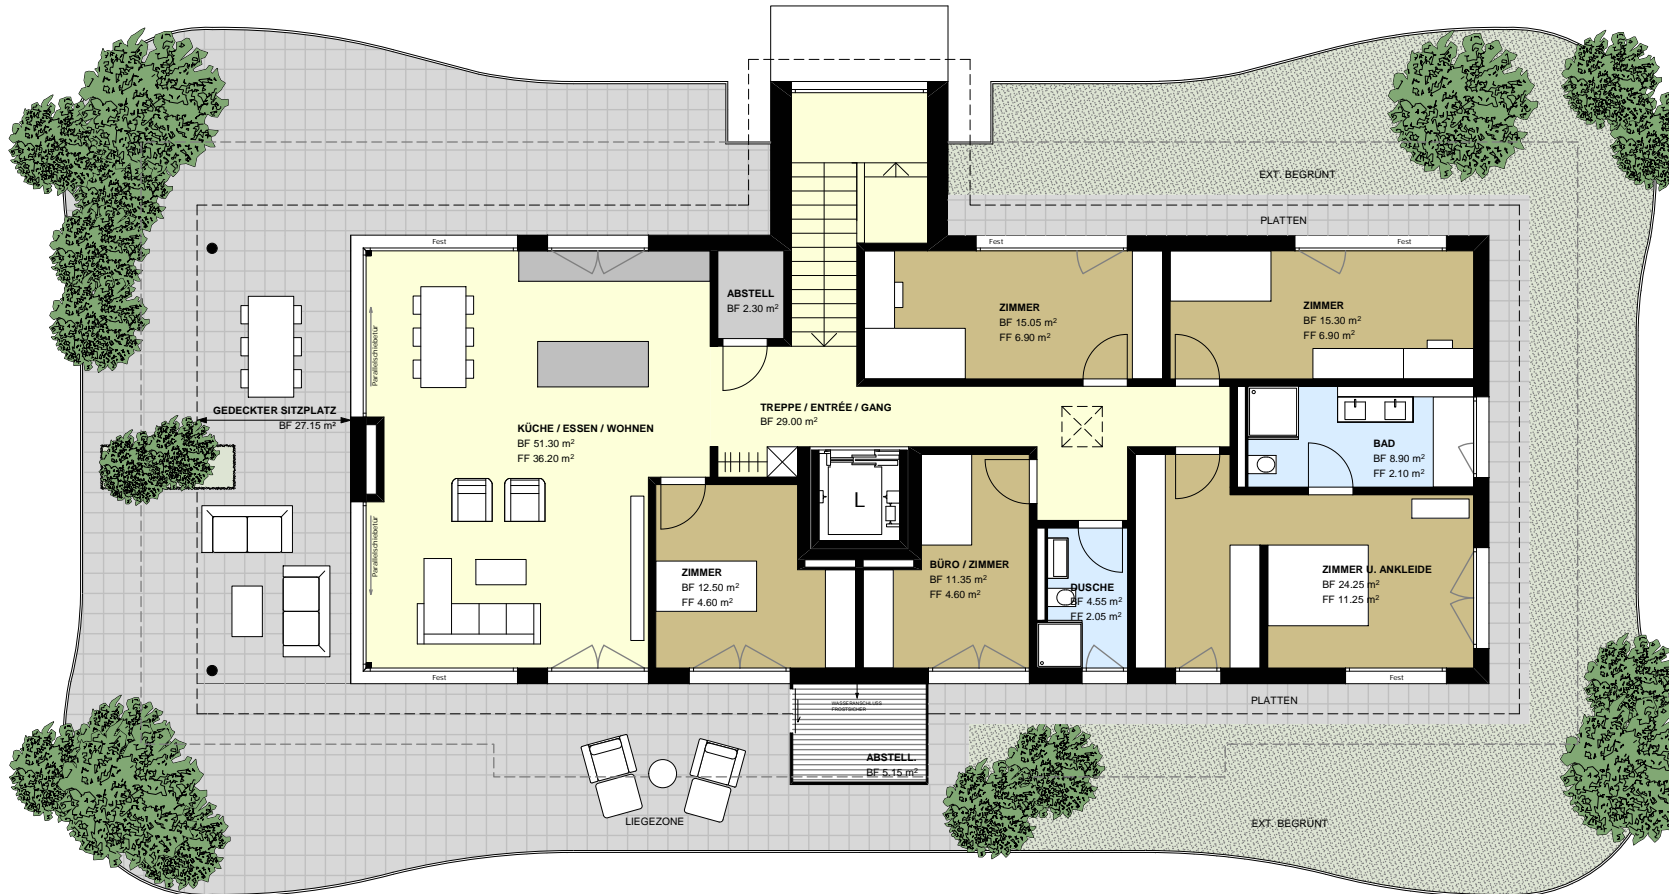 EXT. BEGRÜNT
PLATTEN
Fest
Fest
Fest
ABSTELL
BF 2.30 m²
ZIMMER
BF 15.05 m²
FF 6.90 m²
ZIMMER
BF 15.30 m²
FF 6.90 m²
Parallelschiebetür
GEDECKTER SITZPLATZ
BF 27.15 m²
KÜCHE / ESSEN / WOHNEN
BF 51.30 m²
FF 36.20 m²
TREPPE / ENTRÉE / GANG
BF 29.00 m²
BAD
BF 8.90 m²
FF 2.10 m²
L
Parallelschiebetür
ZIMMER
BF 12.50 m²
FF 4.60 m²
BÜRO / ZIMMER
BF 11.35 m²
FF 4.60 m²
DUSCHE
BF 4.55 m²
FF 2.05 m²
ZIMMER U. ANKLEIDE
BF 24.25 m²
FF 11.25 m²
Fest
Fest
WASSERANSCHLUSS
FROSTSICHER
PLATTEN
ABSTELL.
BF 5.15 m²
LIEGEZONE
EXT. BEGRÜNT